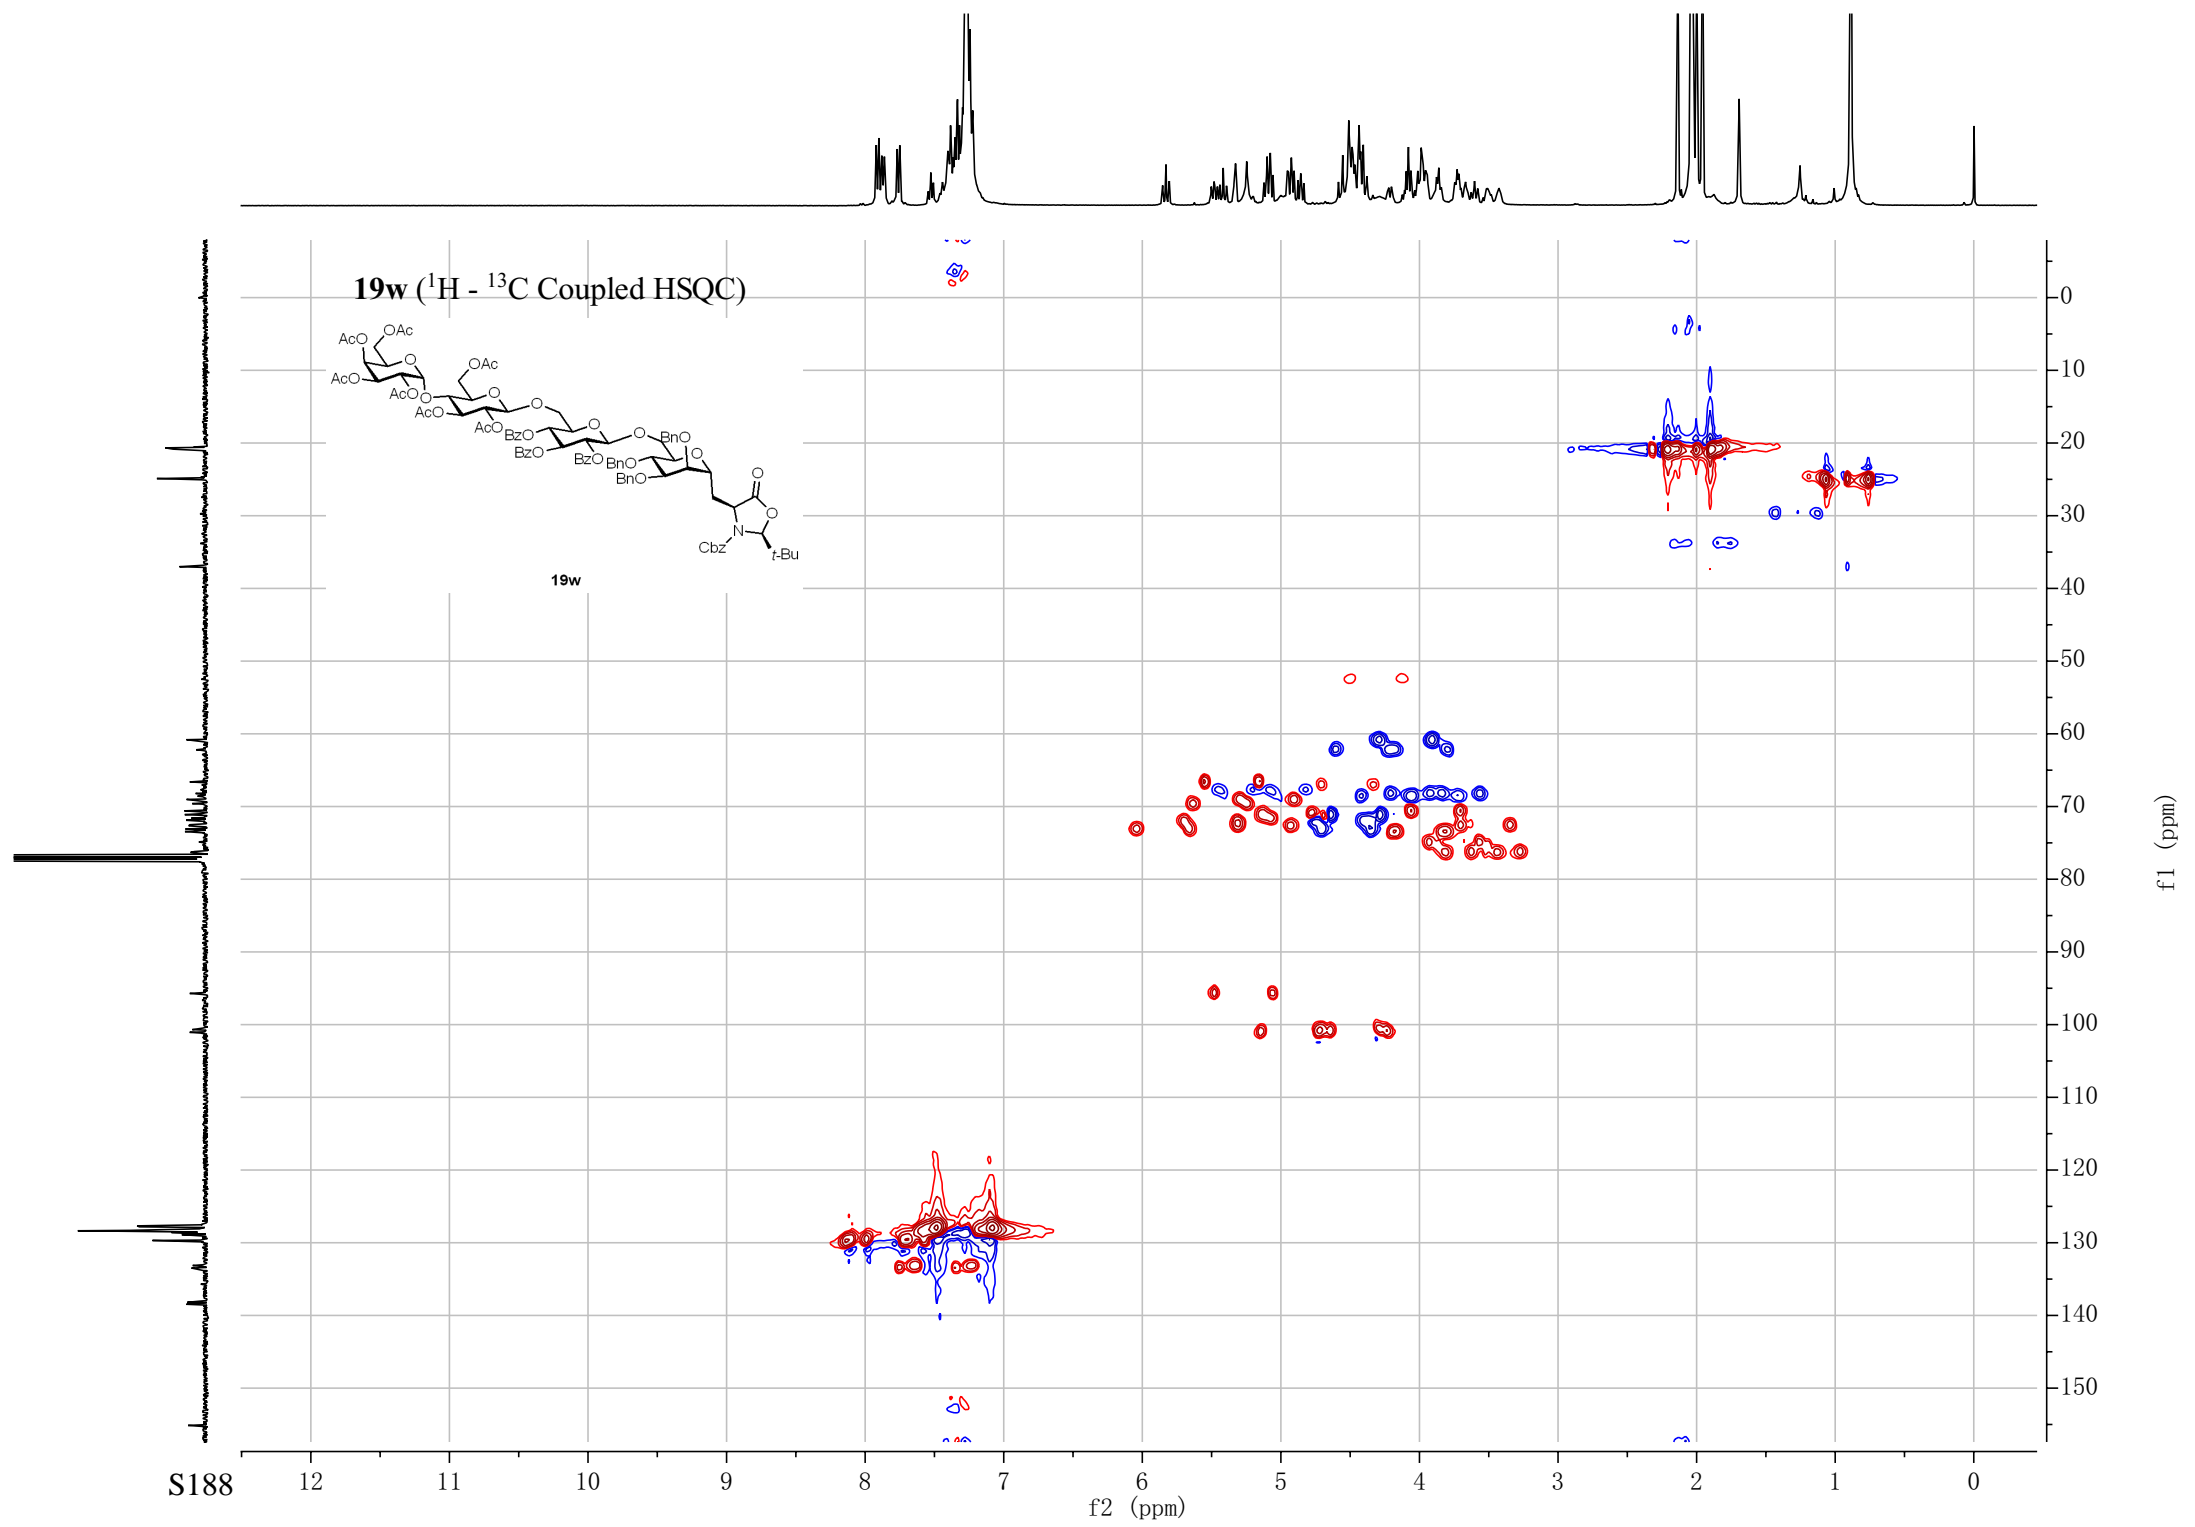 19w (¹H - ¹³C Coupled HSQC)
OAc
AcO
OAc
O
AcO
AcO
O
O
O
AcO
AcO
O
BzO
O
BzO
BzO
O
BnO
BnO
O
BnO
O
O
N
Cbz
t-Bu
19w
0
10
20
30
40
50
60
70
80
90
100
110
120
130
140
150
f1 (ppm)
12 11 10 9 8 7 6 5 4 3 2 1 0
f2 (ppm)
S188